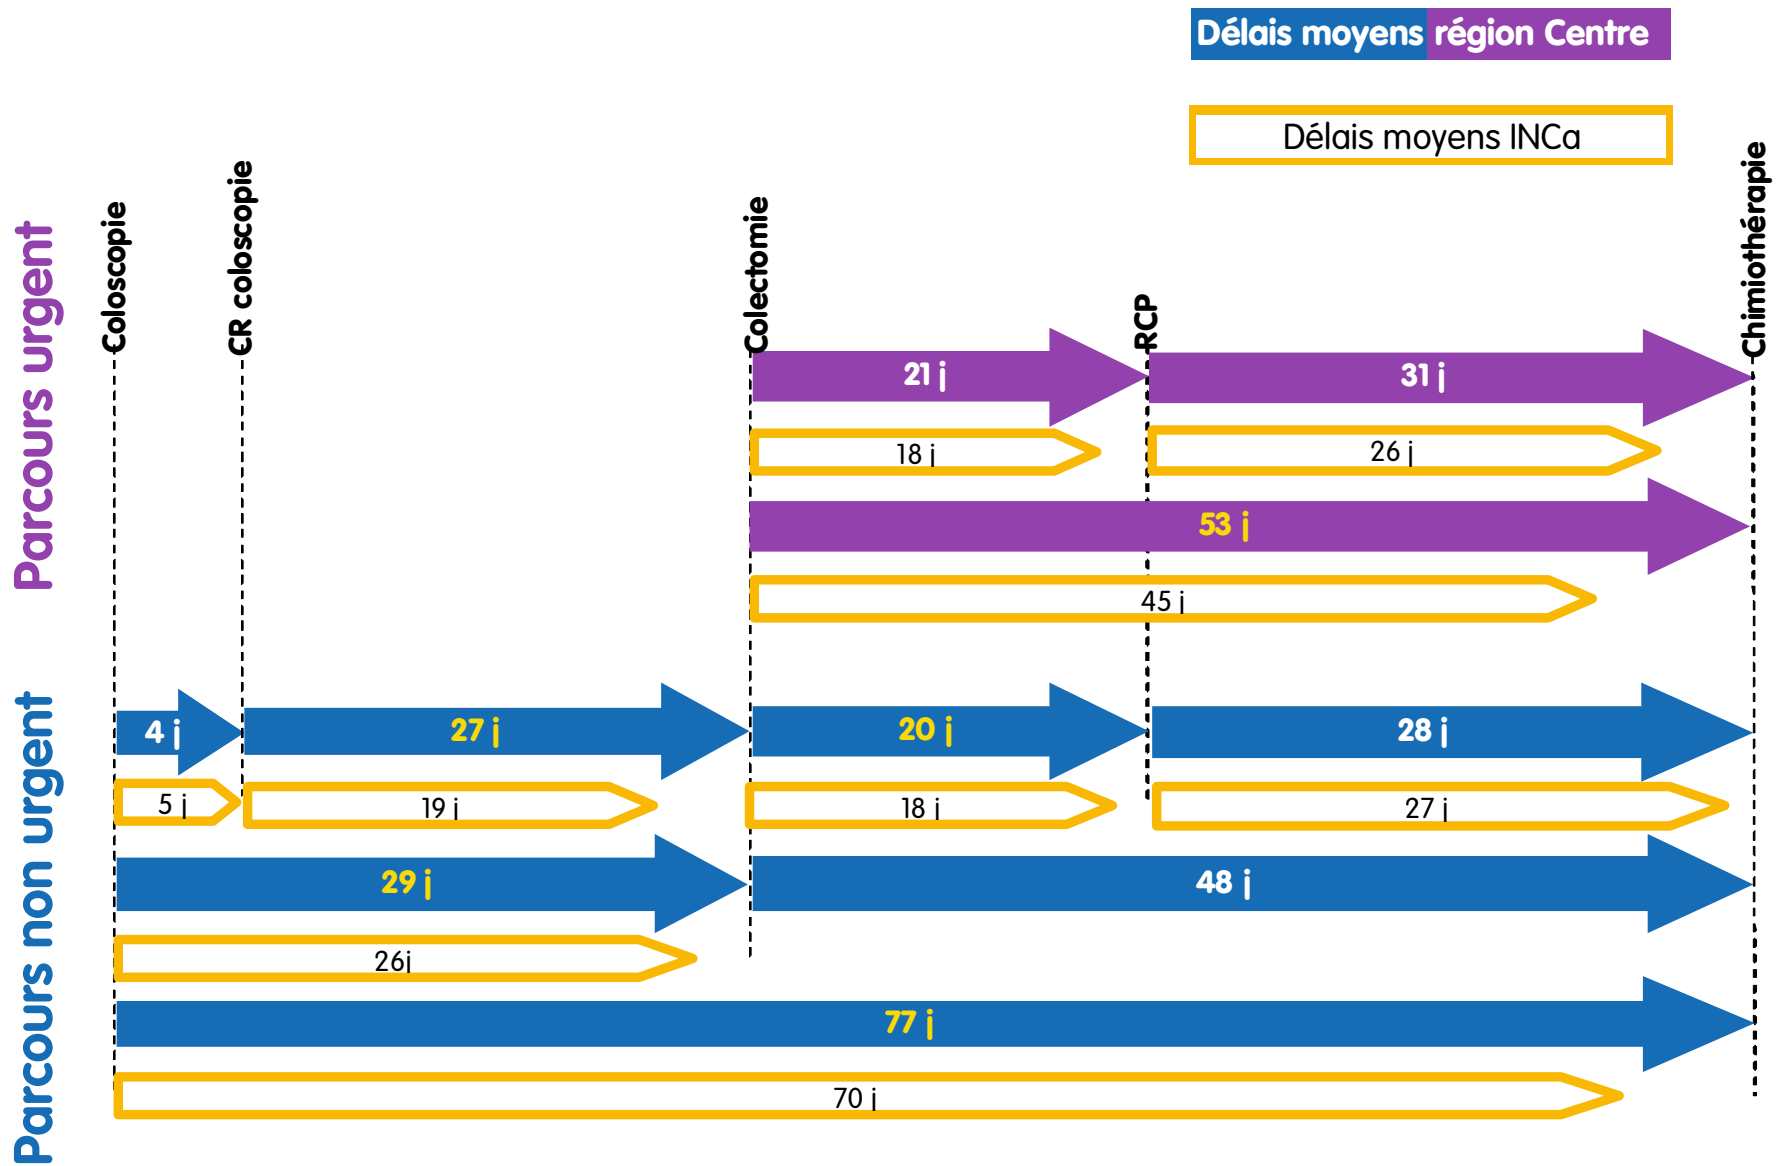 Délais moyens région Centre
Délais moyens INCa
Parcours urgent
Coloscopie
CR coloscopie
Colectomie
RCP
Chimiothérapie
21 j
31 j
18 j
26 j
53 j
45 j
Parcours non urgent
4 j
27 j
20 j
28 j
5 j
19 j
18 j
27 j
29 j
48 j
26j
77 j
70 j